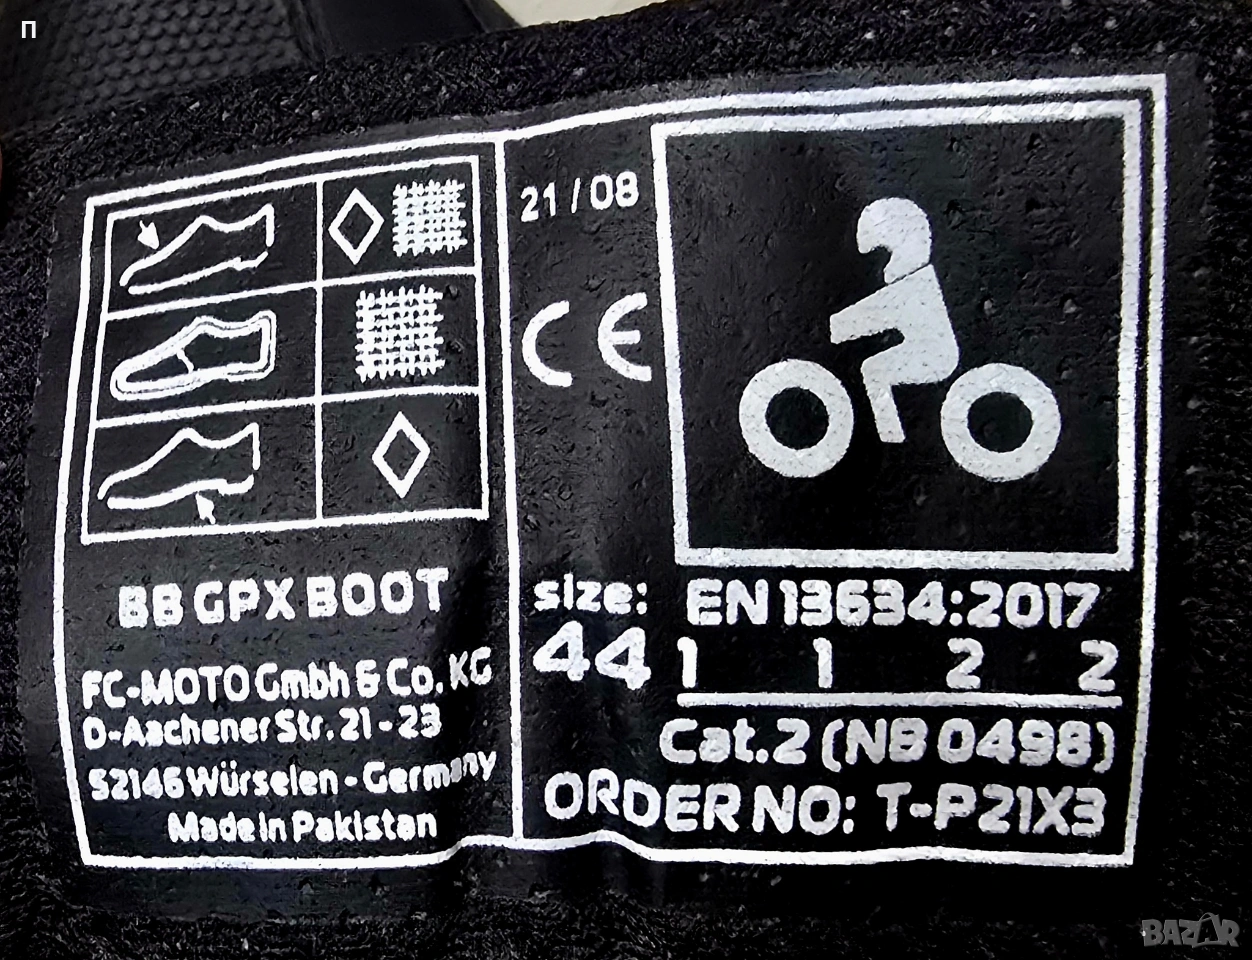 П
21 / 08
CE
BB GPX BOOT
FC-MOTO Gmbh & Co. KG
D-Aachener Str. 21 - 23
52146 Würselen - Germany
Made in Pakistan
size:
44
EN 13634:2017
1 1 2 2
Cat.2 (NB 0498)
ORDER NO: T-P21X3
BAZAR